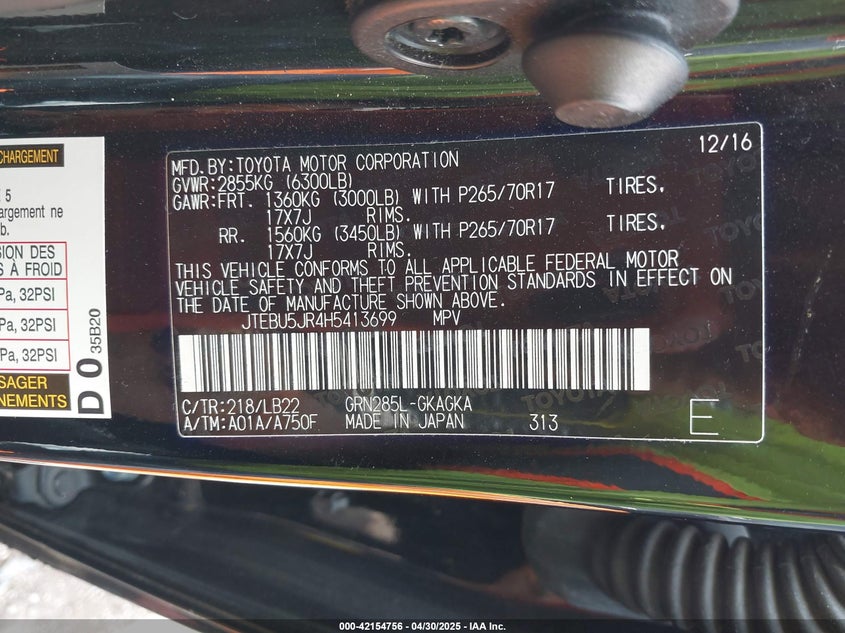 CHARGEMENT
5
argement ne
b.
SION DES
S À FROID
Pa, 32PSI
Pa, 32PSI
Pa, 32PSI
SAGER
NEMENTS
D 0 35B20
12/16
MFD.BY:TOYOTA MOTOR CORPORATION
GVWR:2855KG (6300LB)
GAWR:FRT. 1360KG (3000LB) WITH P265/70R17 TIRES,
17X7J RIMS.
RR. 1560KG (3450LB) WITH P265/70R17 TIRES,
17X7J RIMS.
THIS VEHICLE CONFORMS TO ALL APPLICABLE FEDERAL MOTOR
VEHICLE SAFETY AND THEFT PREVENTION STANDARDS IN EFFECT ON
THE DATE OF MANUFACTURE SHOWN ABOVE.
JTEBU5JR4H5413699 MPV
C/TR:218/LB22 GRN285L-GKAGKA
A/TM:A01A/A750F MADE IN JAPAN 313 E
000-42154756 - 04/30/2025 - IAA Inc.